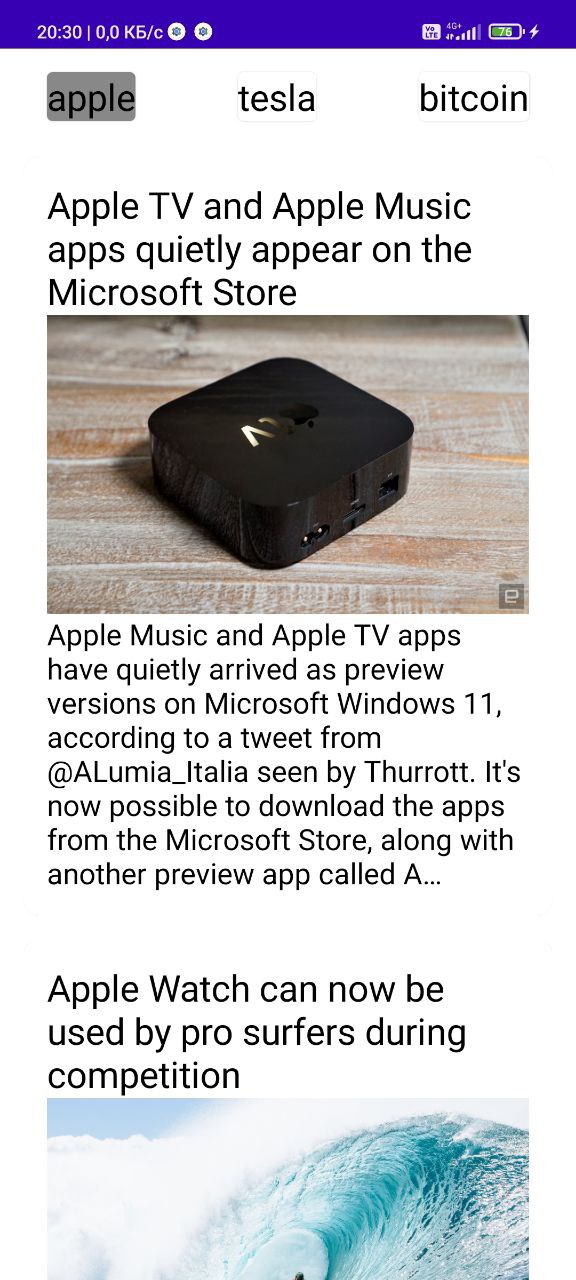 20:30 | 0,0 КБ/с Vo LTE 4G+ 76
apple tesla bitcoin
Apple TV and Apple Music
apps quietly appear on the
Microsoft Store
e
Apple Music and Apple TV apps
have quietly arrived as preview
versions on Microsoft Windows 11,
according to a tweet from
@ALumia_Italia seen by Thurrott. It's
now possible to download the apps
from the Microsoft Store, along with
another preview app called A…
Apple Watch can now be
used by pro surfers during
competition